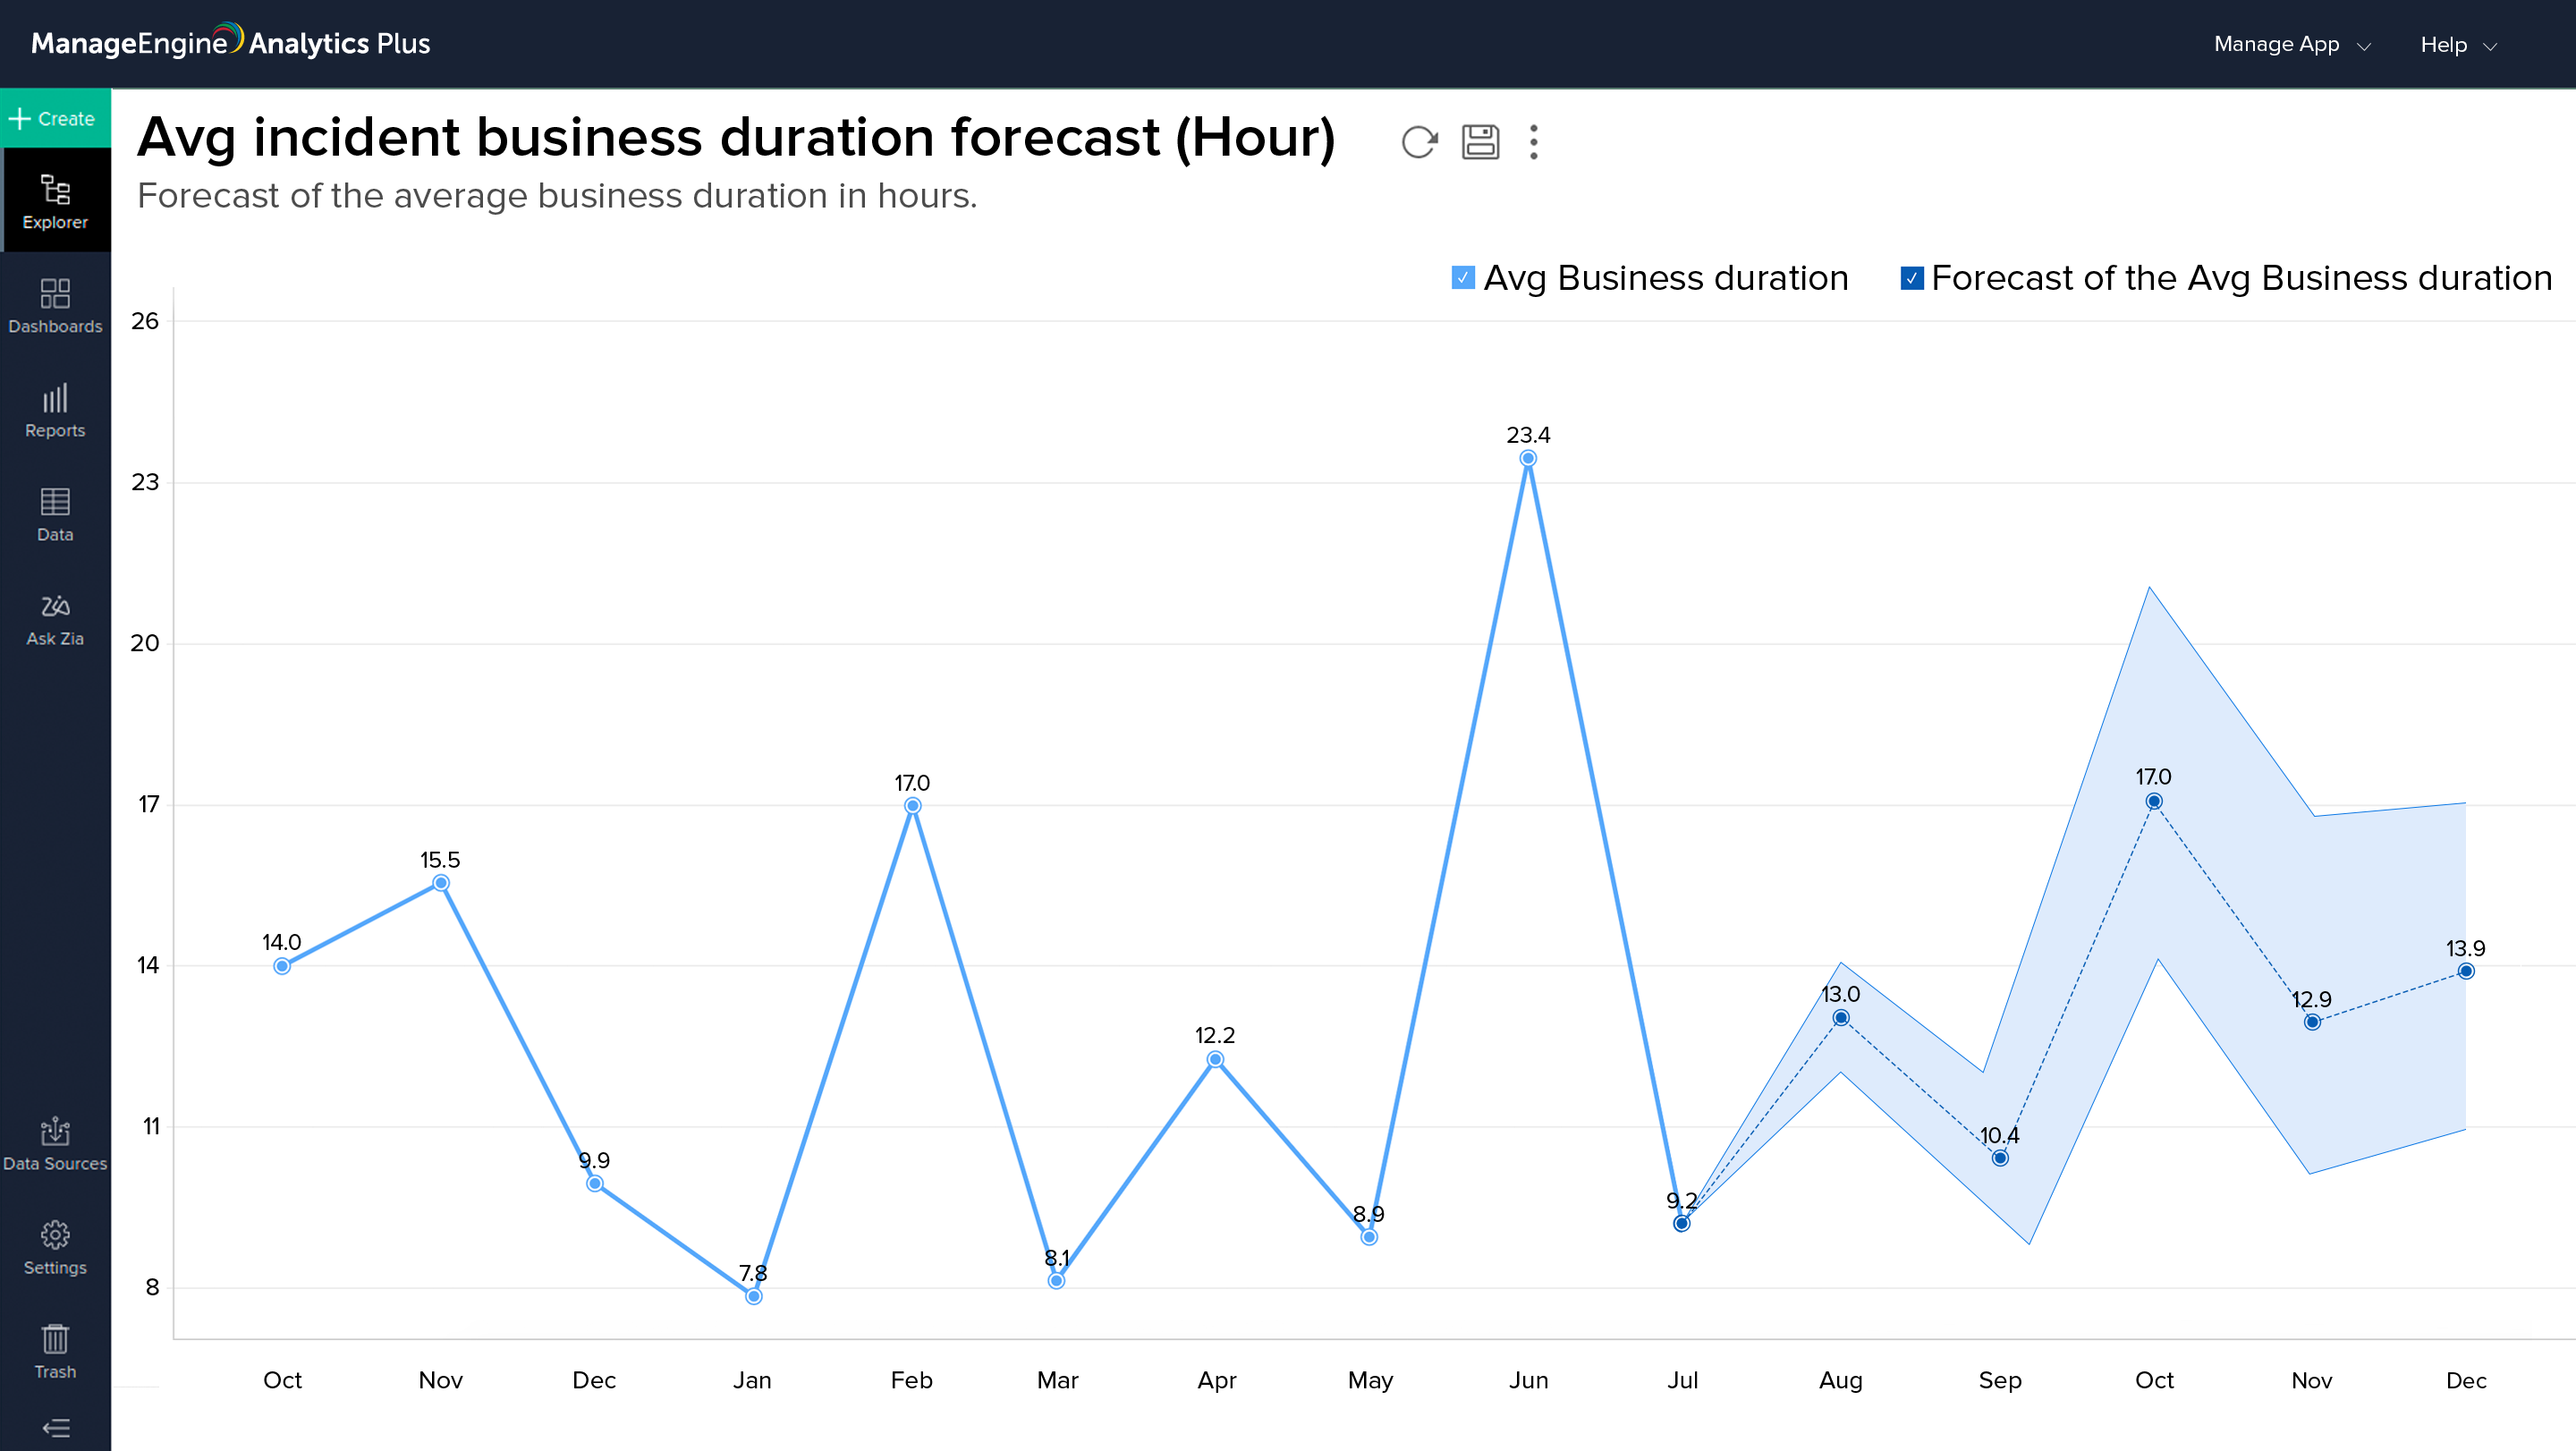 ManageEngine Analytics Plus
Manage App
Help
Create
Explorer
Dashboards
Reports
Data
Ask Zia
Data Sources
Settings
Trash
Avg incident business duration forecast (Hour)
Forecast of the average business duration in hours.
Avg Business duration
Forecast of the Avg Business duration
26
23
20
17
14
11
8
14.0
15.5
9.9
7.8
17.0
8.1
12.2
8.9
23.4
9.2
13.0
10.4
17.0
12.9
13.9
Oct Nov Dec Jan Feb Mar Apr May Jun Jul Aug Sep Oct Nov Dec